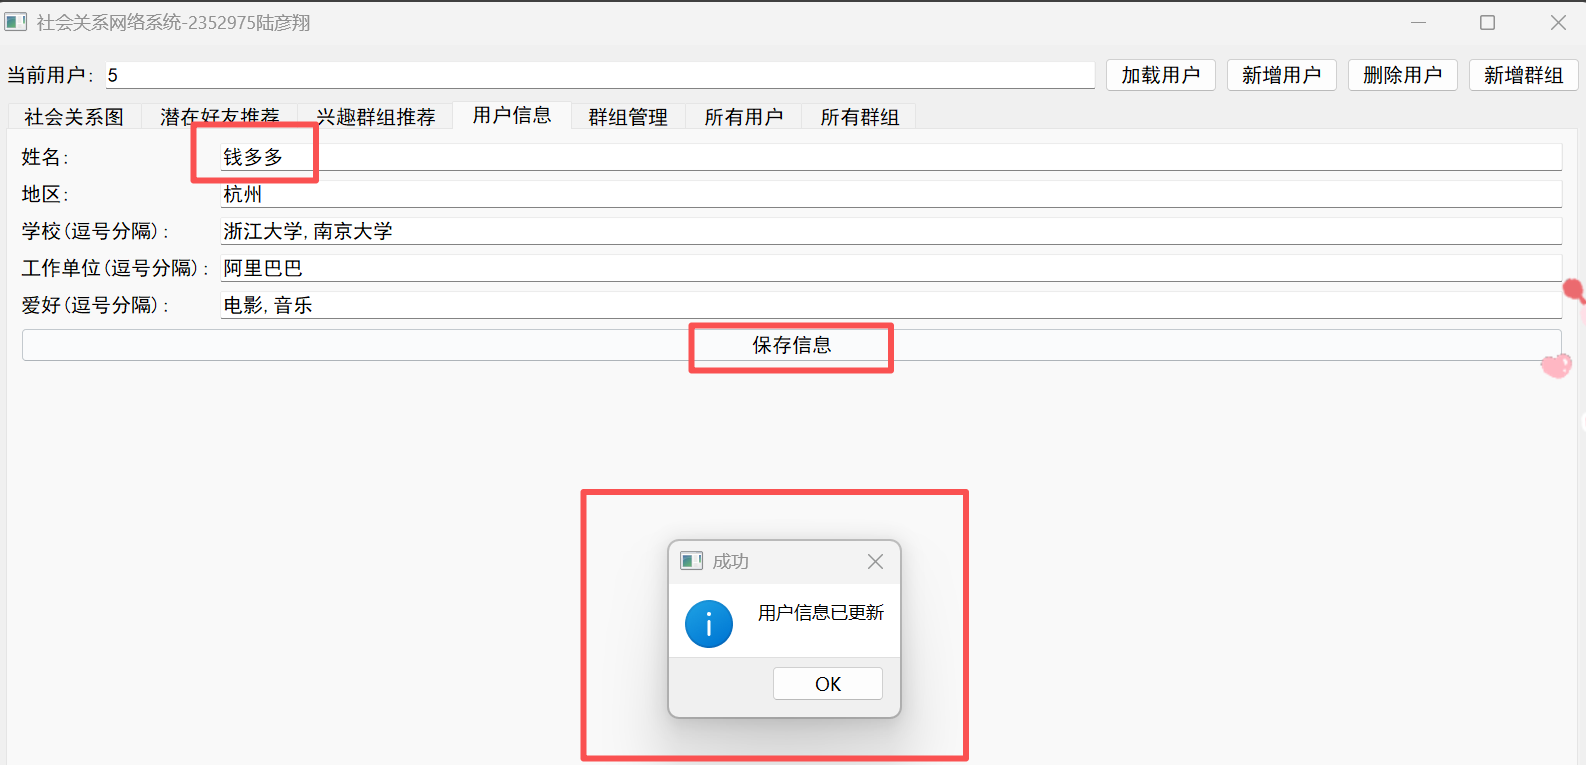 社会关系网络系统-2352975陆彦翔
当前用户: 5 加载用户 新增用户 删除用户 新增群组
社会关系图 潜在好友推荐 兴趣群组推荐 用户信息 群组管理 所有用户 所有群组
姓名: 钱多多
地区: 杭州
学校(逗号分隔): 浙江大学,南京大学
工作单位(逗号分隔): 阿里巴巴
爱好(逗号分隔): 电影,音乐
保存信息
成功
用户信息已更新
OK